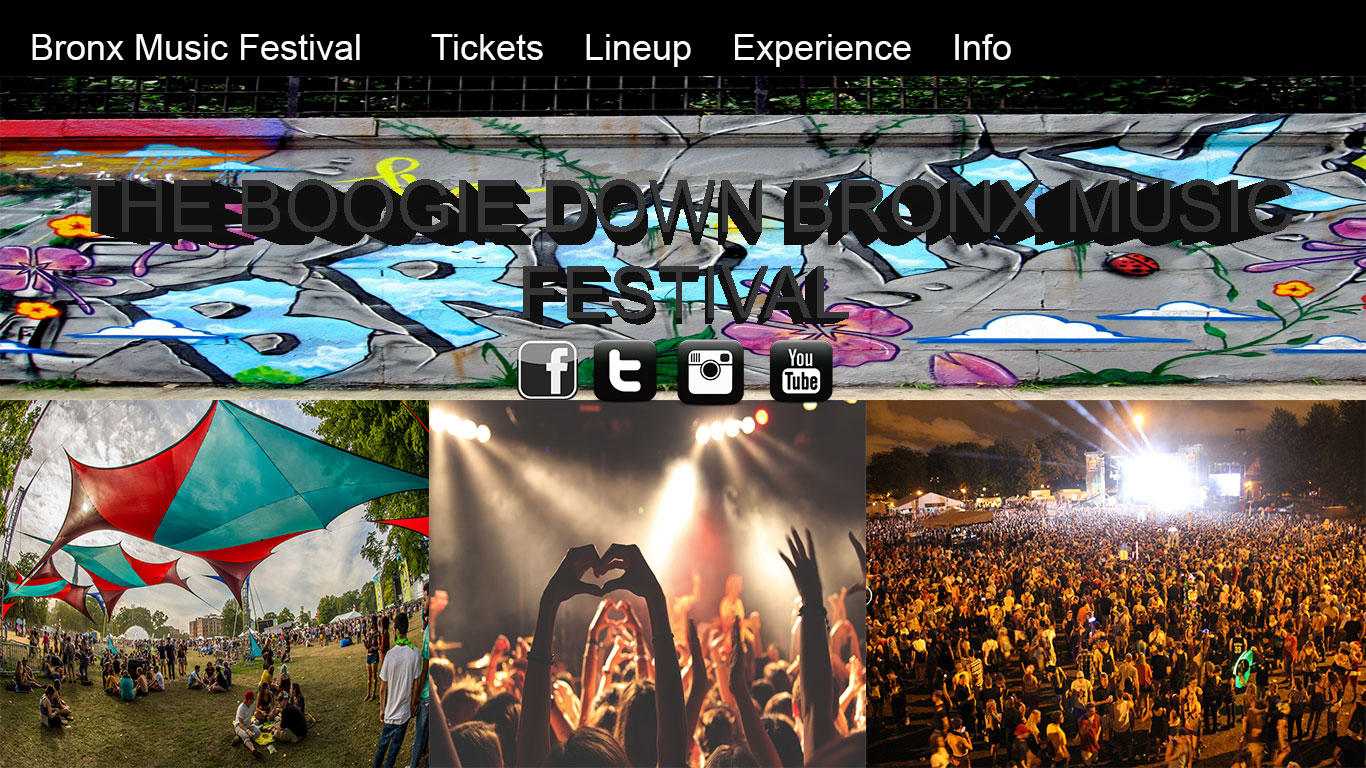 Bronx Music Festival Tickets Lineup Experience Info
THE BOOGIE DOWN BRONX MUSIC
FESTIVAL
f t You Tube